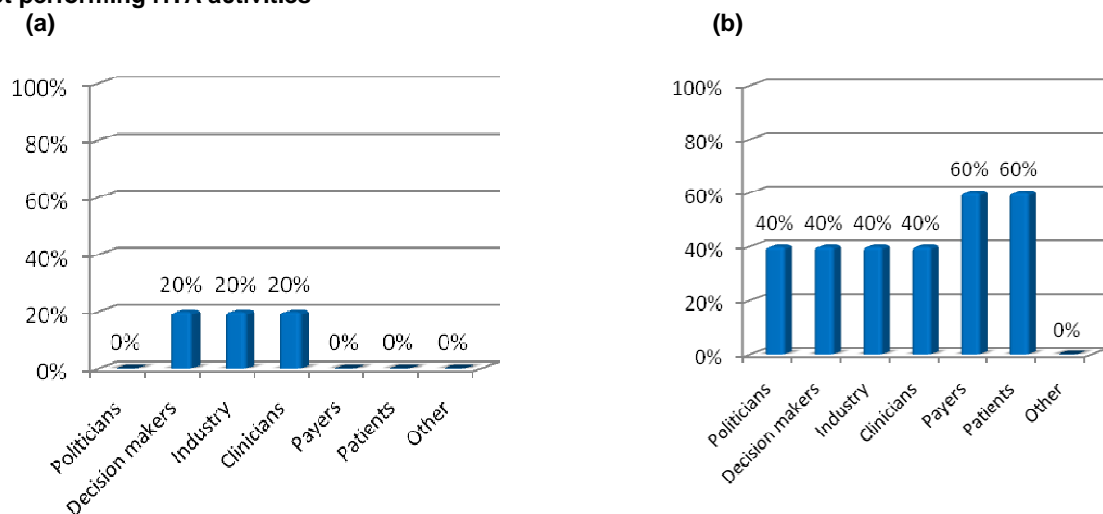 (a)
(b)
100%
80%
60%
40%
20%
0%
0%
20%
20%
20%
0%
0%
0%
Politicians
Decision makers
Industry
Clinicians
Payers
Patients
Other
100%
80%
60%
40%
20%
0%
40%
40%
40%
40%
60%
60%
0%
Politicians
Decision makers
Industry
Clinicians
Payers
Patients
Other